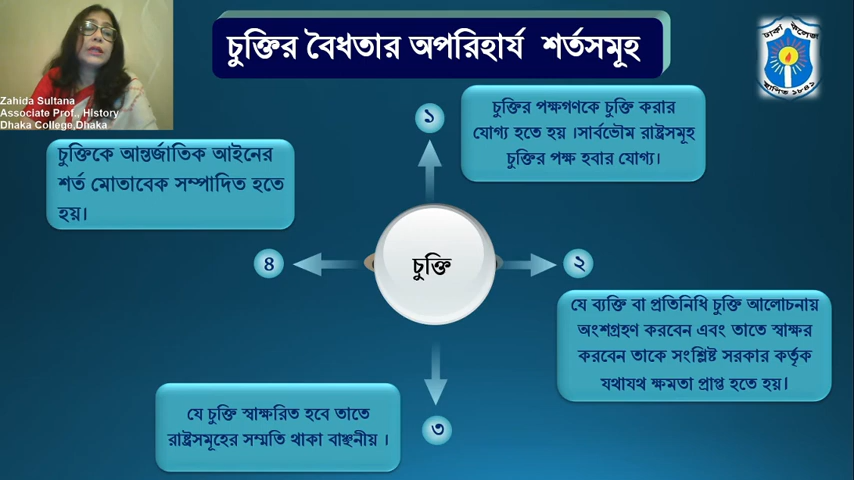 চুক্তির বৈধতার অপরিহার্য শর্তসমূহ
ঢাকা কলেজ
স্থাপিত ১৮৪১
Zahida Sultana
Associate Prof., History
Dhaka College,Dhaka
১
চুক্তির পক্ষগণকে চুক্তি করার
যোগ্য হতে হয় ।সার্বভৌম রাষ্ট্রসমূহ
চুক্তির পক্ষ হবার যোগ্য।
চুক্তিকে আন্তর্জাতিক আইনের
শর্ত মোতাবেক সম্পাদিত হতে
হয়।
৪
চুক্তি
২
যে ব্যক্তি বা প্রতিনিধি চুক্তি আলোচনায়
অংশগ্রহণ করবেন এবং তাতে স্বাক্ষর
করবেন তাকে সংশ্লিষ্ট সরকার কর্তৃক
যথাযথ ক্ষমতা প্রাপ্ত হতে হয়।
যে চুক্তি স্বাক্ষরিত হবে তাতে
রাষ্ট্রসমূহের সম্মতি থাকা বাঞ্ছনীয় ।
৩